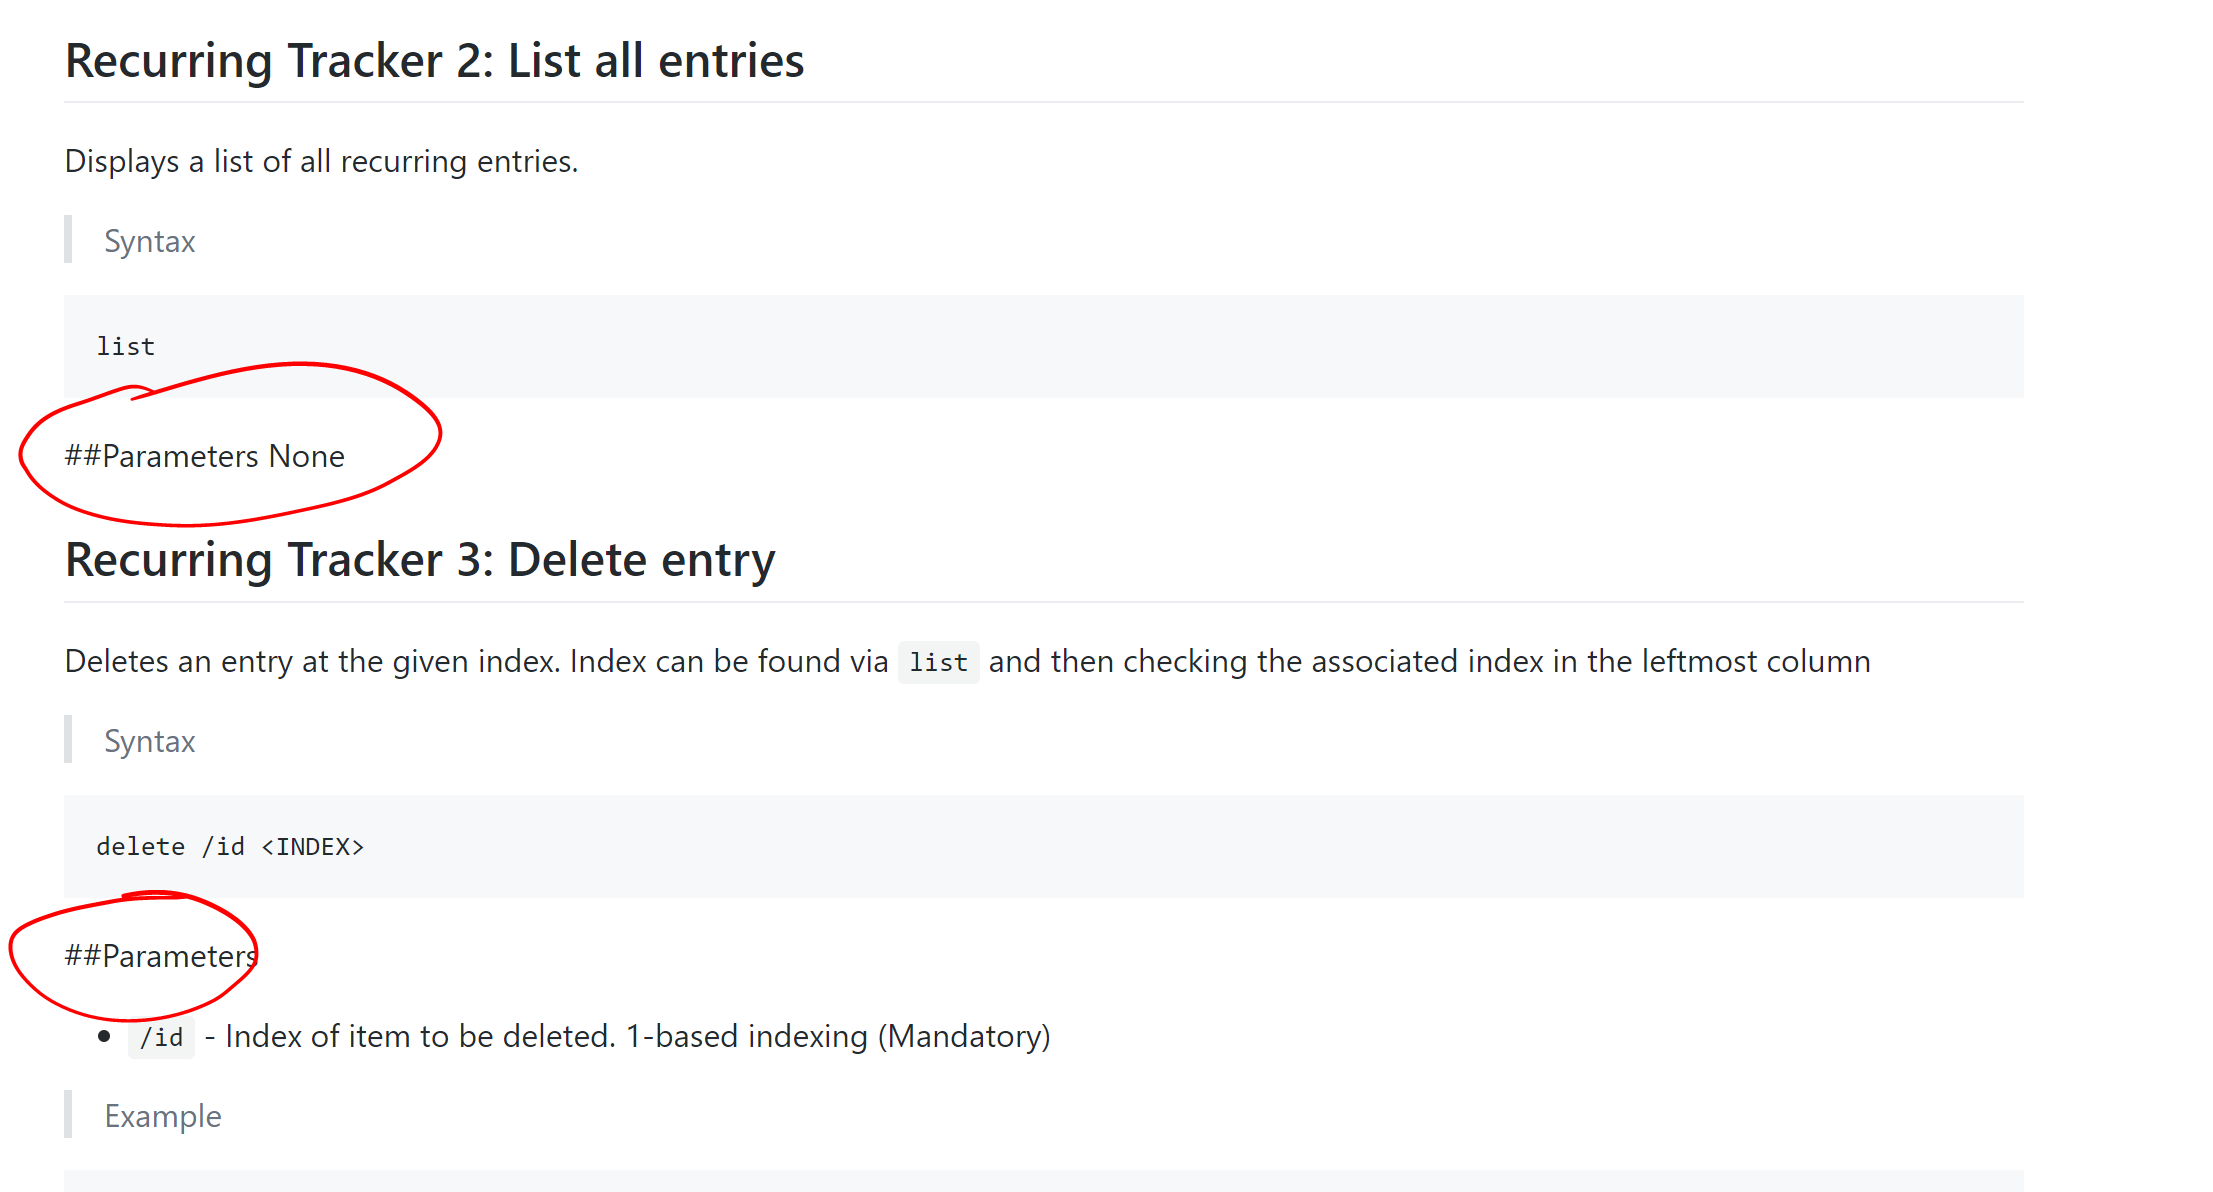 Recurring Tracker 2: List all entries
Displays a list of all recurring entries.
Syntax
list
##Parameters None
Recurring Tracker 3: Delete entry
Deletes an entry at the given index. Index can be found via list and then checking the associated index in the leftmost column
Syntax
delete /id <INDEX>
##Parameters
• /id - Index of item to be deleted. 1-based indexing (Mandatory)
Example